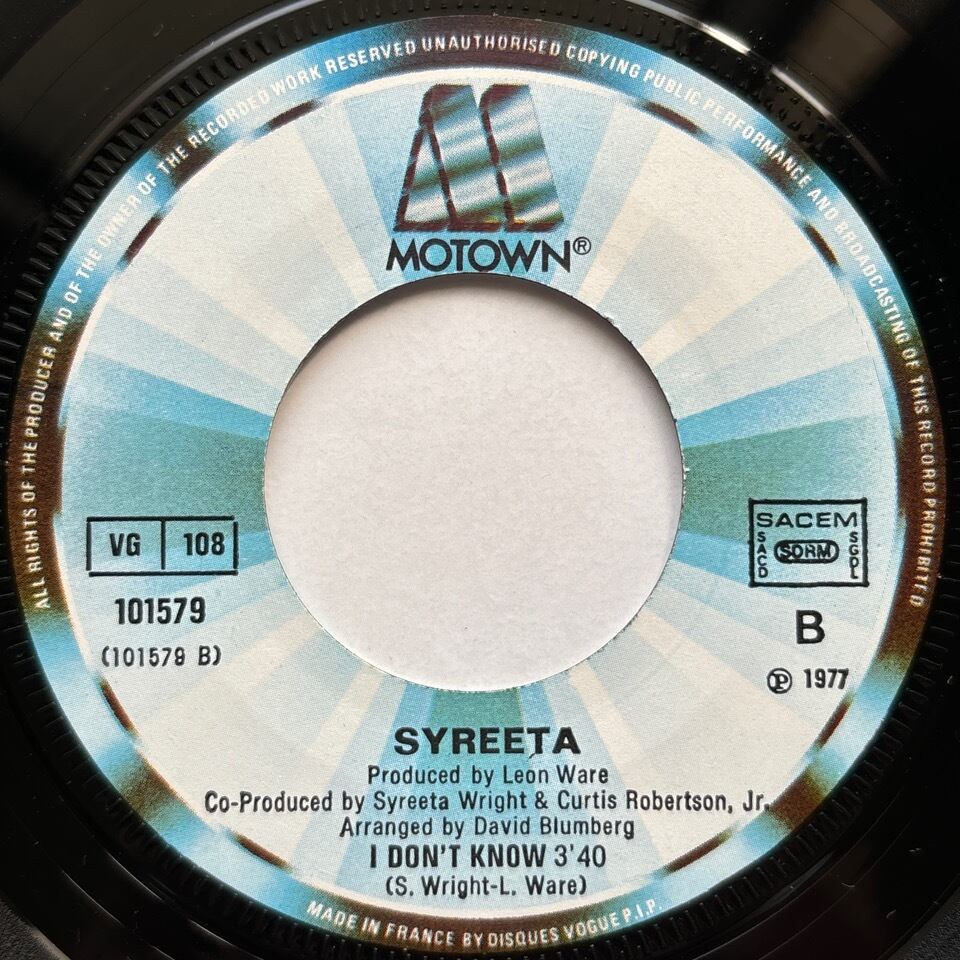 ALL RIGHTS OF THE PRODUCER AND OF THE OWNER OF THE RECORDED WORK RESERVED UNAUTHORISED COPYING PUBLIC PERFORMANCE AND BROADCASTING OF THIS RECORD PROHIBITED
MOTOWN®
VG 108
101579
(101579 B)
SACEM
SACD SDRM SGDL
B
℗ 1977
SYREETA
Produced by Leon Ware
Co-Produced by Syreeta Wright & Curtis Robertson, Jr.
Arranged by David Blumberg
I DON'T KNOW 3'40
(S. Wright-L. Ware)
MADE IN FRANCE BY DISQUES VOGUE P.I.P.